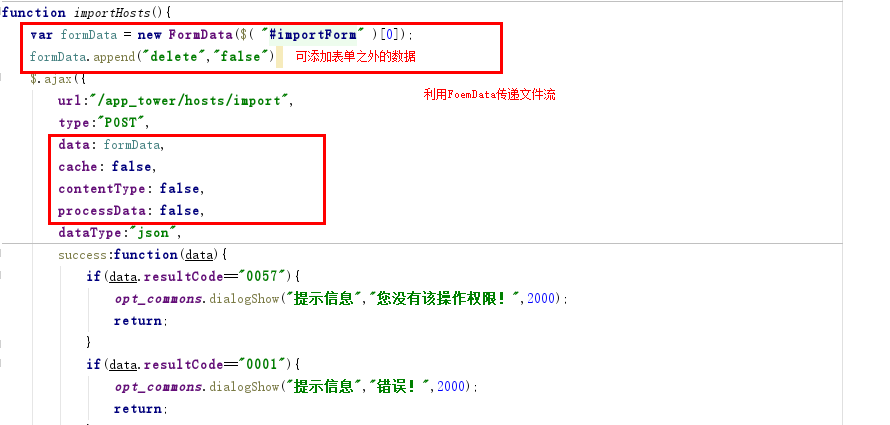 function importHosts(){
var formData = new FormData($( "#importForm" )[0]);
formData.append("delete","false") 可添加表单之外的数据
$.ajax({
url:"/app_tower/hosts/import", 利用FoemData传递文件流
type:"POST",
data: formData,
cache: false,
contentType: false,
processData: false,
dataType:"json",
success:function(data){
if(data.resultCode=="0057"){
opt_commons.dialogShow("提示信息","您没有该操作权限！",2000);
return;
}
if(data.resultCode=="0001"){
opt_commons.dialogShow("提示信息","错误！",2000);
return;
}